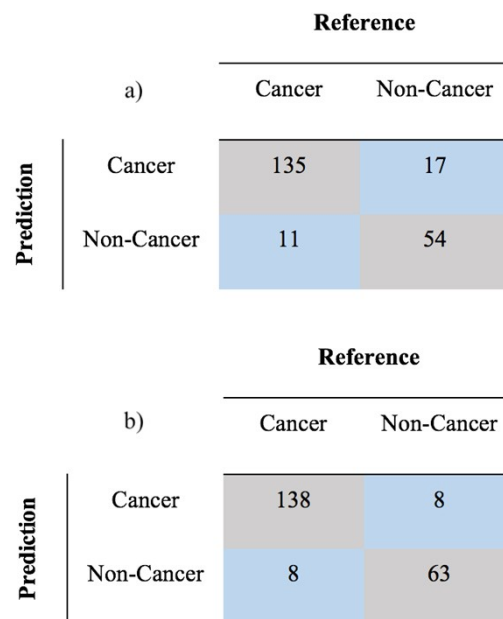 Reference
a)
Cancer Non-Cancer
Prediction
Cancer 135 17
Non-Cancer 11 54
Reference
b)
Cancer Non-Cancer
Prediction
Cancer 138 8
Non-Cancer 8 63